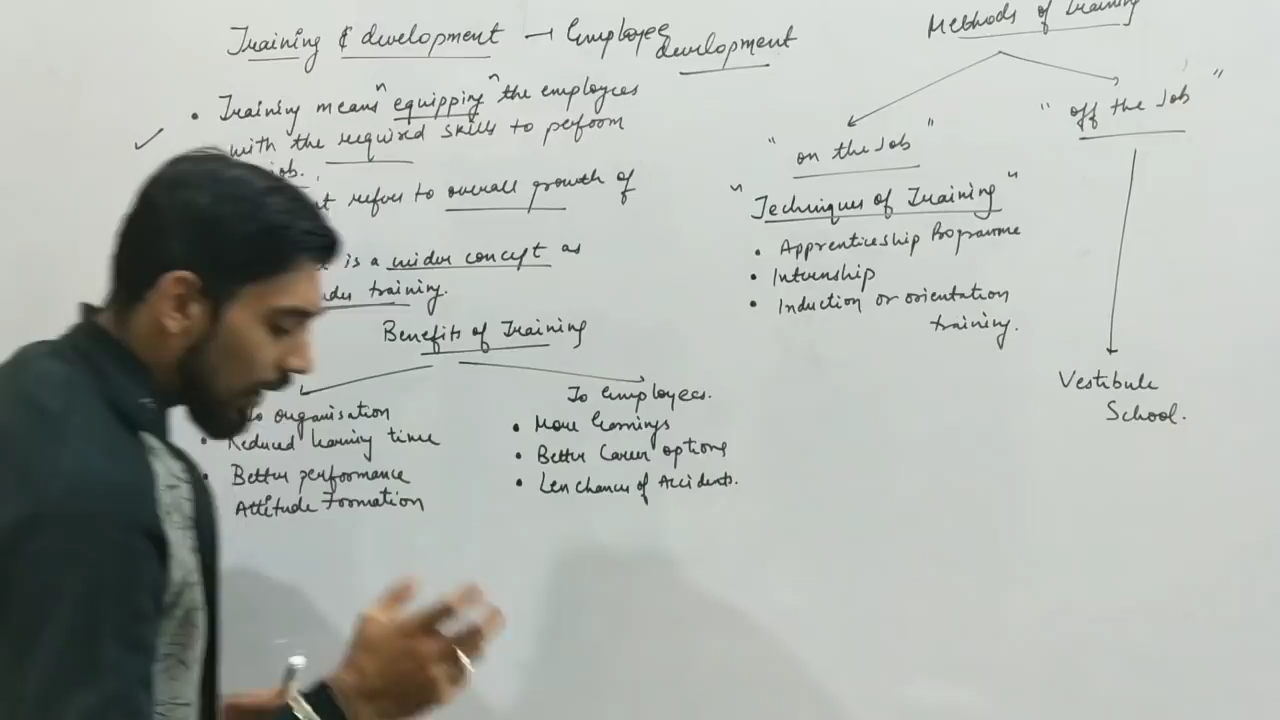 Training & development → Employee
development
• Training means "equipping" the employees
with the required skills to perform
job.
refers to overall growth of
is a wider concept as
training.
Benefits of Training
organisation
• Reduced learning time
• Better performance
Attitude Formation
To Employees.
• More Earnings
• Better Career options
• Less chances of Accidents.
Methods of Training
"on the Job"
"off the Job"
"Techniques of Training"
• Apprenticeship Programme
• Internship
• Induction or orientation
training.
Vestibule
School.